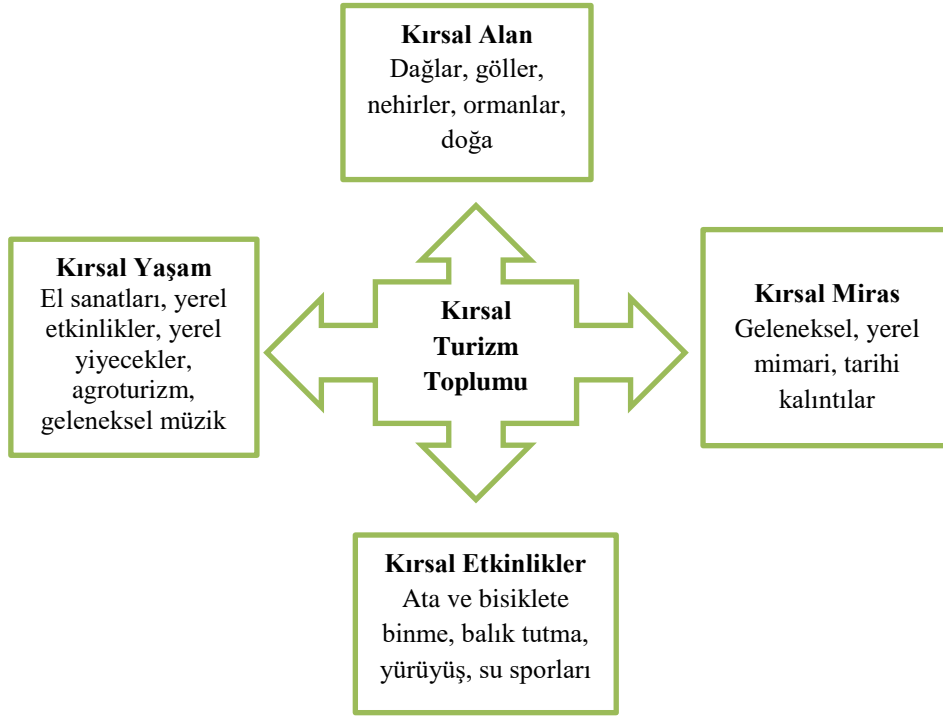 Kırsal Alan
Dağlar, göller,
nehirler, ormanlar,
doğa
Kırsal Yaşam
El sanatları, yerel
etkinlikler, yerel
yiyecekler,
agroturizm,
geleneksel müzik
Kırsal
Turizm
Toplumu
Kırsal Miras
Geleneksel, yerel
mimari, tarihi
kalıntılar
Kırsal Etkinlikler
Ata ve bisiklete
binme, balık tutma,
yürüyüş, su sporları